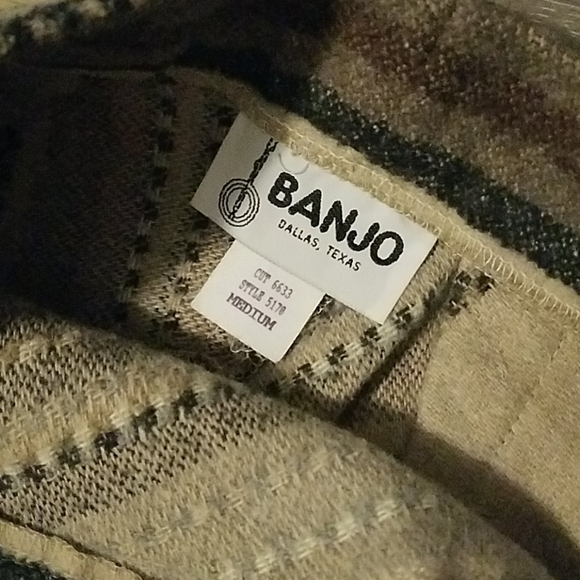 BANJO
DALLAS, TEXAS
CUT 6633
STYLE 5170
MEDIUM